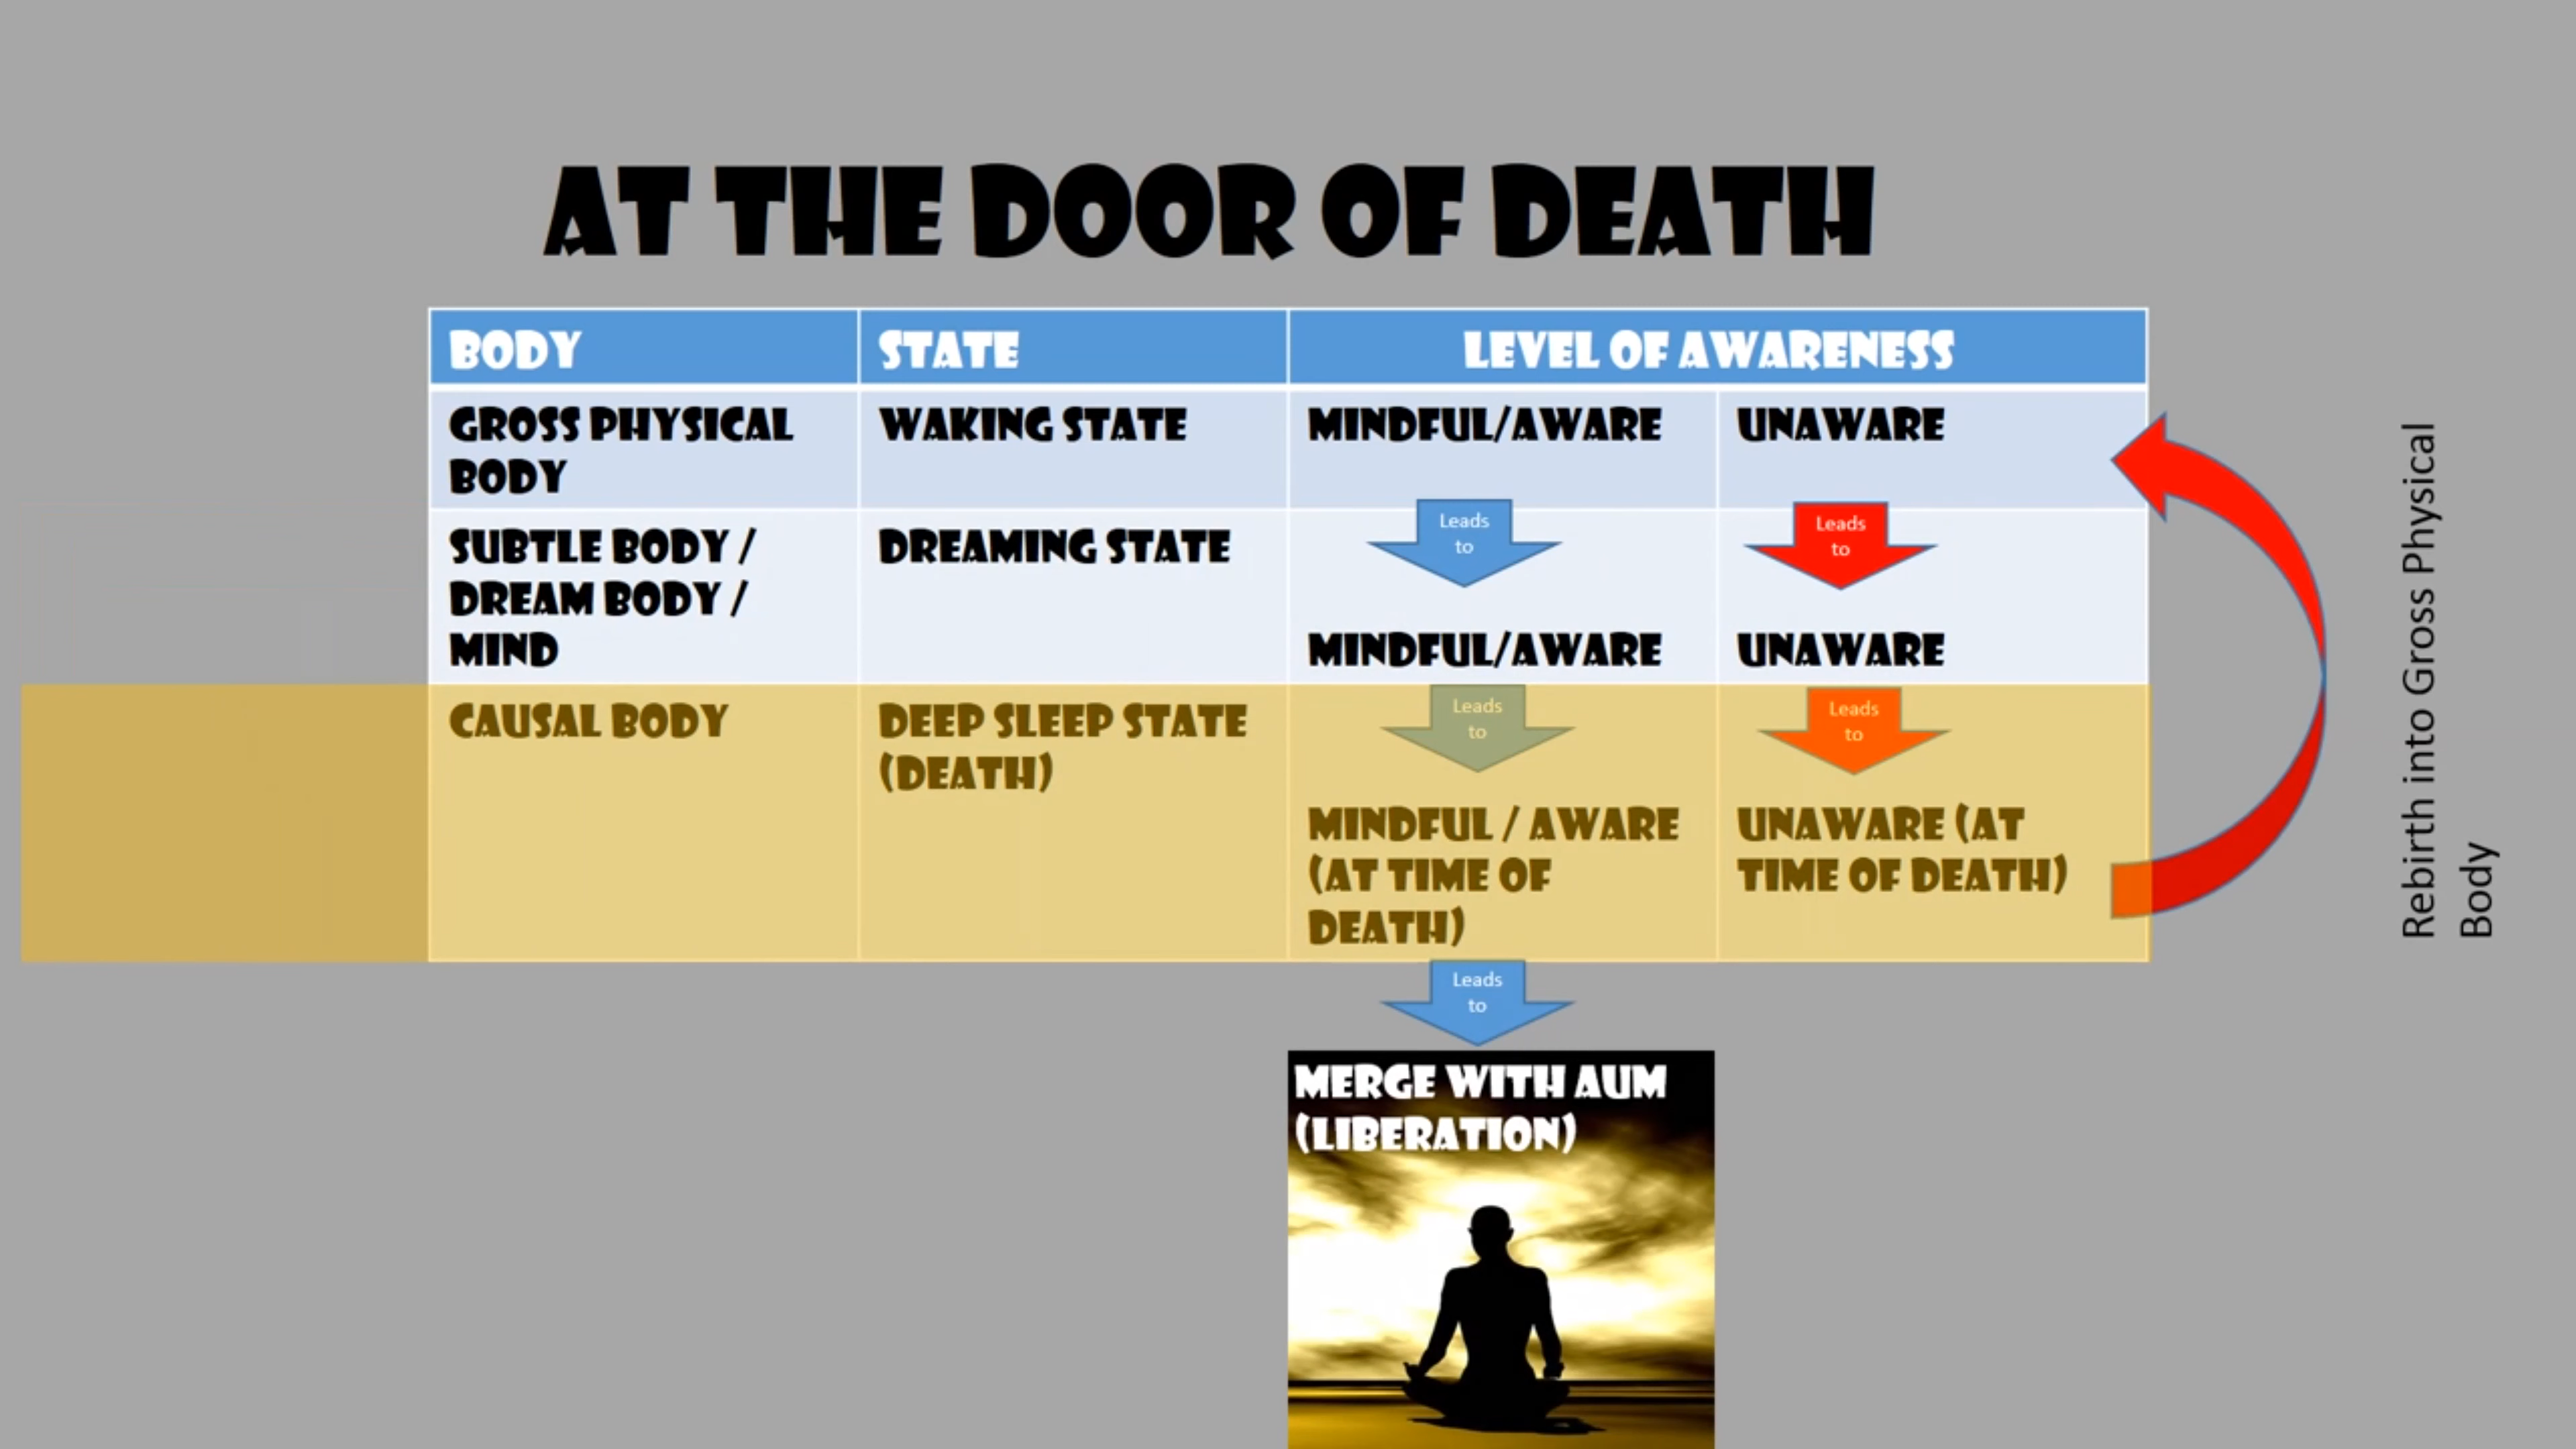 AT THE DOOR OF DEATH
BODY
STATE
LEVEL OF AWARENESS
GROSS PHYSICAL
BODY
WAKING STATE
MINDFUL/AWARE
UNAWARE
Leads
to
Leads
to
SUBTLE BODY /
DREAM BODY /
MIND
DREAMING STATE
MINDFUL/AWARE
UNAWARE
Leads
to
Leads
to
CAUSAL BODY
DEEP SLEEP STATE
(DEATH)
MINDFUL / AWARE
(AT TIME OF
DEATH)
UNAWARE (AT
TIME OF DEATH)
Rebirth into Gross Physical
Body
Leads
to
MERGE WITH AUM
(LIBERATION)